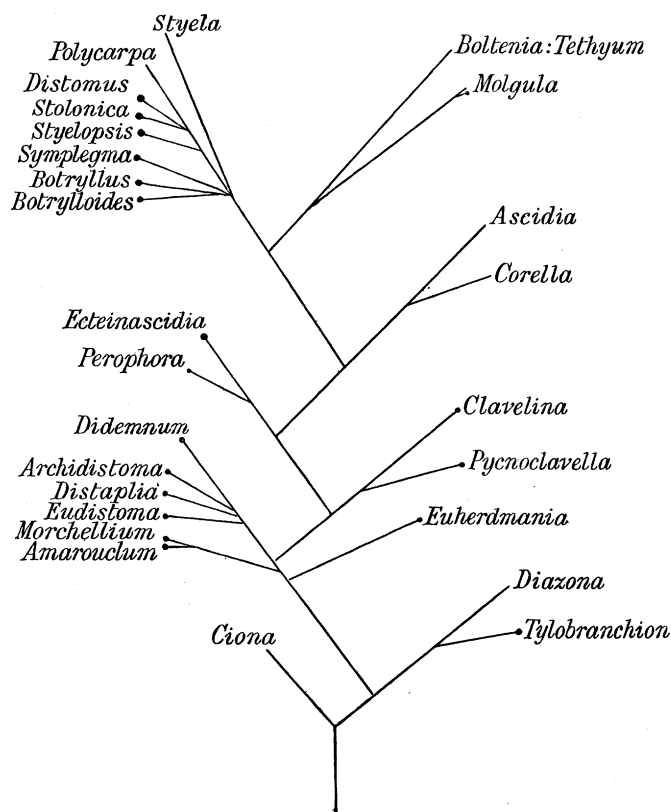 Styela
Polycarpa
Distomus
Stolonica
Styelopsis
Symplegma
Botryllus
Botrylloides
Boltenia: Tethyum
Molgula
Ascidia
Corella
Ecteinascidia
Perophora
Clavelina
Pycnoclavella
Didemnum
Archidistoma
Distaplia
Eudistoma
Morchellium
Amarouclum
Euherdmania
Diazona
Tylobranchion
Ciona